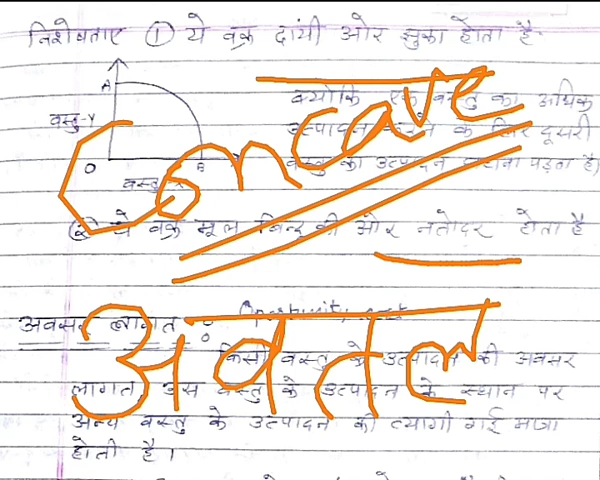 विशेषताए ① ये वक्र दांयी ओर झुका होता है
A
क्योकि एक वस्तु का अधिक
वस्तु-Y
उत्पादन करने के लिए दूसरी
वस्तु का उत्पादन घटाना पड़ता है)
O B
वस्तु X
Concave
(2) ये वक्र मूल बिन्दू की ओर नतोदर होता है
अवसर लागत : Opportunity cost
अवतल
किसी वस्तु के उत्पादन की अवसर
लागत, उस वस्तु के उत्पादन के स्थान पर
अन्य वस्तु के उत्पादन की त्यागी गई मात्रा
होती है।